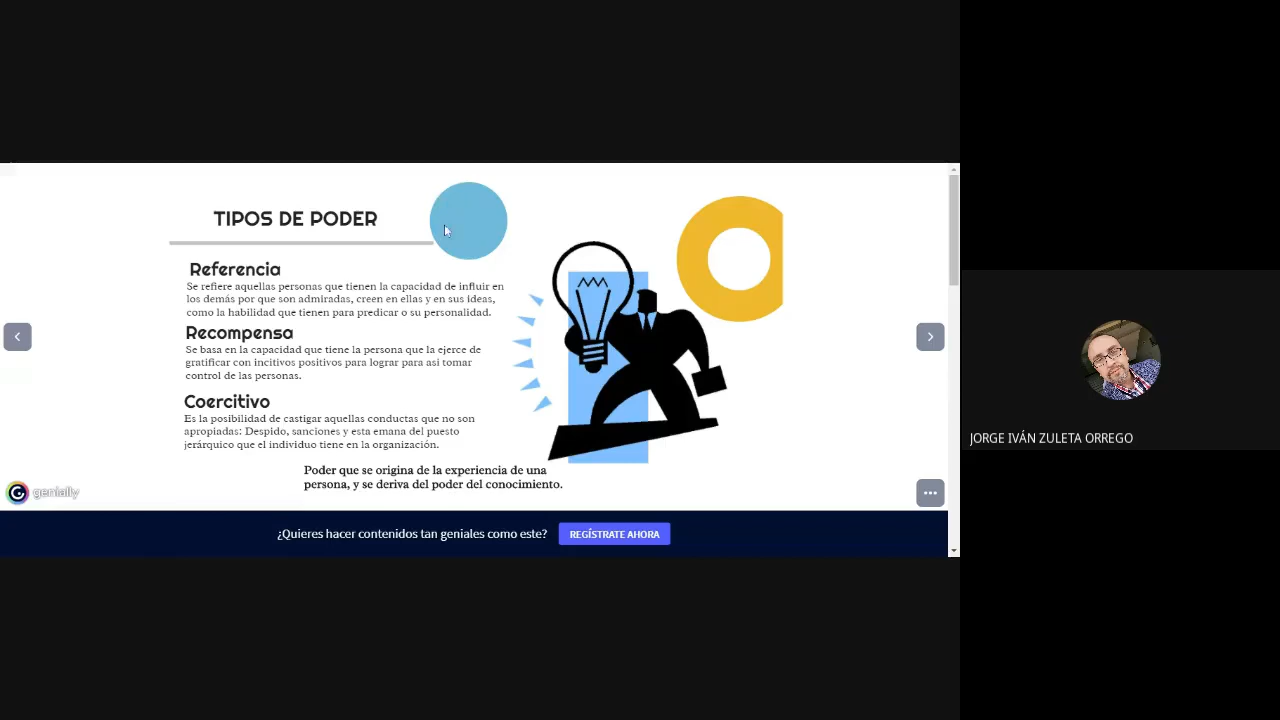 TIPOS DE PODER
Referencia
Se refiere aquellas personas que tienen la capacidad de influir en
los demás por que son admiradas, creen en ellas y en sus ideas,
como la habilidad que tienen para predicar o su personalidad.
Recompensa
Se basa en la capacidad que tiene la persona que la ejerce de
gratificar con incitivos positivos para lograr para asi tomar
control de las personas.
Coercitivo
Es la posibilidad de castigar aquellas conductas que no son
apropiadas: Despido, sanciones y esta emana del puesto
jerárquico que el individuo tiene en la organización.
Poder que se origina de la experiencia de una
persona, y se deriva del poder del conocimiento.
genially
¿Quieres hacer contenidos tan geniales como este?
REGÍSTRATE AHORA
JORGE IVÁN ZULETA ORREGO